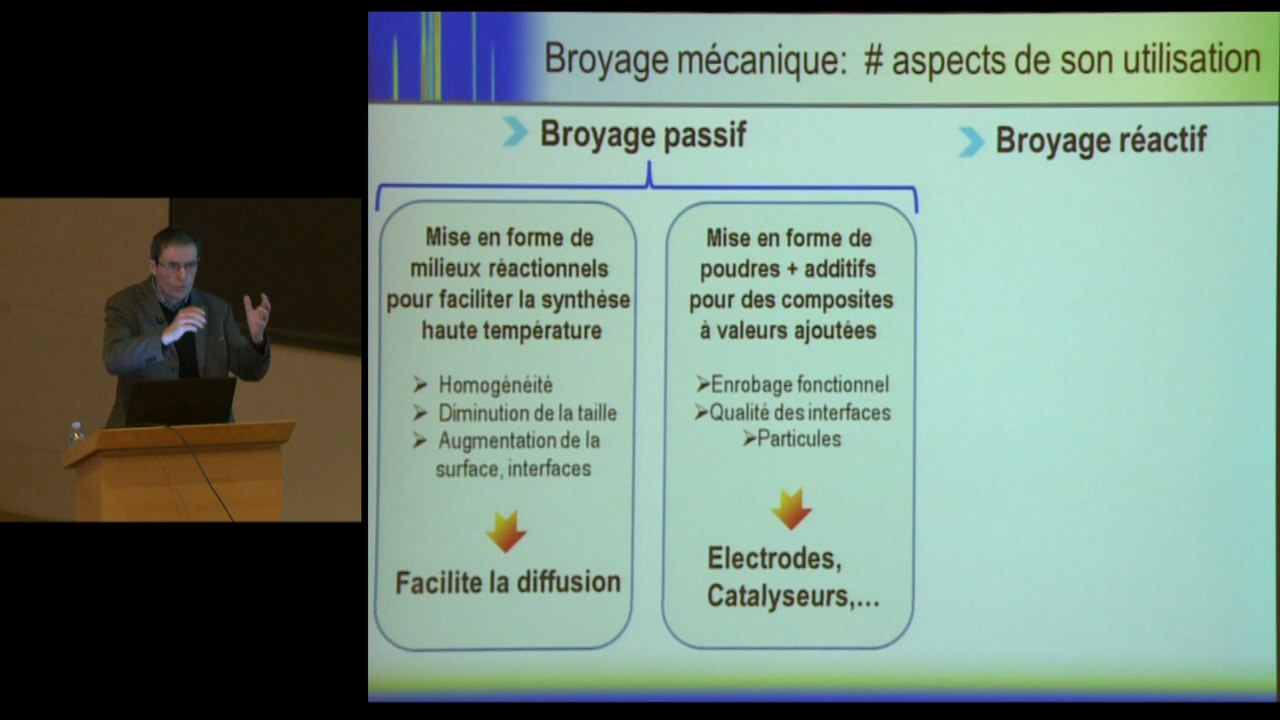 Broyage mécanique: # aspects de son utilisation
Broyage passif
Broyage réactif
Mise en forme de
milieux réactionnels
pour faciliter la synthèse
haute température
Homogénéité
Diminution de la taille
Augmentation de la
surface, interfaces
Facilite la diffusion
Mise en forme de
poudres + additifs
pour des composites
à valeurs ajoutées
Enrobage fonctionnel
Qualité des interfaces
Particules
Electrodes,
Catalyseurs,...